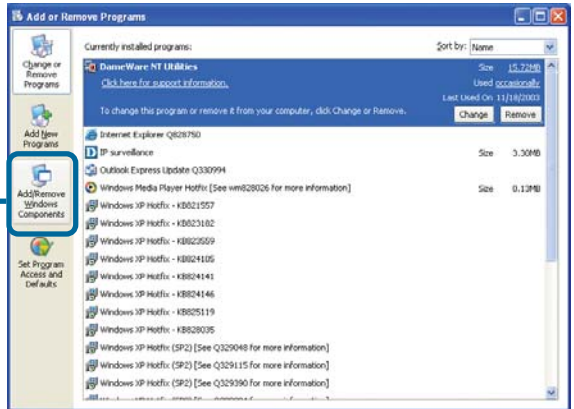 Add or Remove Programs
Change or
Remove
Programs
Add New
Programs
Add/Remove
Windows
Components
Set Program
Access and
Defaults
Currently installed programs:
Sort by: Name
DameWare NT Utilities
Size 15.72MB
Click here for support information.
Used occasionally
Last Used On 11/18/2003
To change this program or remove it from your computer, click Change or Remove.
Change Remove
Internet Explorer Q828750
IP surveillance Size 3.30MB
Outlook Express Update Q330994
Windows Media Player Hotfix [See wm828026 for more information] Size 0.13MB
Windows XP Hotfix - KB821557
Windows XP Hotfix - KB823182
Windows XP Hotfix - KB823559
Windows XP Hotfix - KB824105
Windows XP Hotfix - KB824141
Windows XP Hotfix - KB824146
Windows XP Hotfix - KB825119
Windows XP Hotfix - KB828035
Windows XP Hotfix (SP2) [See Q329048 for more information]
Windows XP Hotfix (SP2) [See Q329115 for more information]
Windows XP Hotfix (SP2) [See Q329390 for more information]